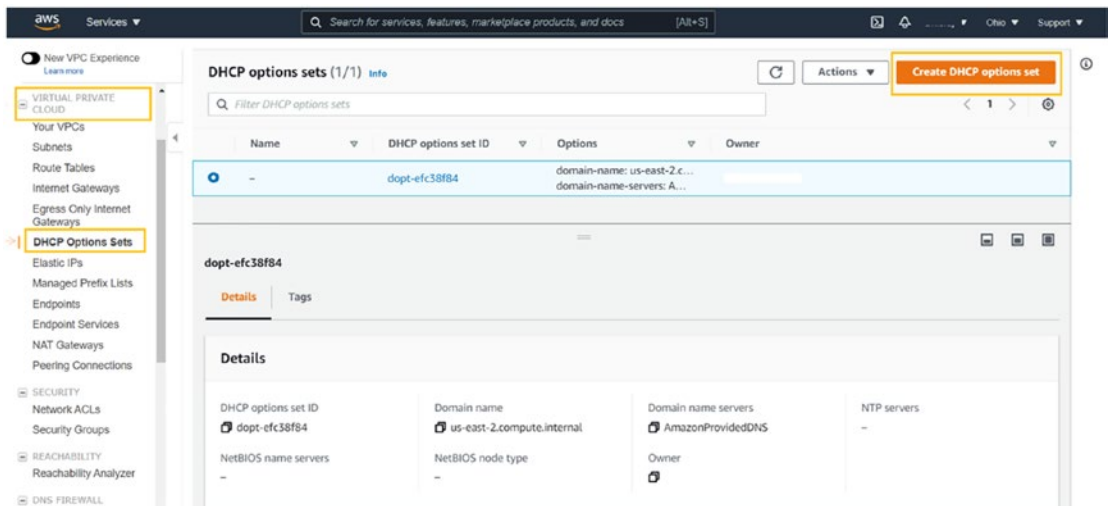 aws
Services ▼
Search for services, features, marketplace products, and docs [Alt+S]
Ohio ▼
Support ▼
New VPC Experience
Learn more
VIRTUAL PRIVATE
CLOUD
Your VPCs
Subnets
Route Tables
Internet Gateways
Egress Only Internet
Gateways
DHCP Options Sets
Elastic IPs
Managed Prefix Lists
Endpoints
Endpoint Services
NAT Gateways
Peering Connections
SECURITY
Network ACLs
Security Groups
REACHABILITY
Reachability Analyzer
DNS FIREWALL
DHCP options sets (1/1) Info
Actions ▼
Create DHCP options set
Filter DHCP options sets
1
Name
DHCP options set ID
Options
Owner
–
dopt-efc38f84
domain-name: us-east-2.c...
domain-name-servers: A...
dopt-efc38f84
Details
Tags
Details
DHCP options set ID
Domain name
Domain name servers
NTP servers
dopt-efc38f84
us-east-2.compute.internal
AmazonProvidedDNS
–
NetBIOS name servers
NetBIOS node type
Owner
–
–